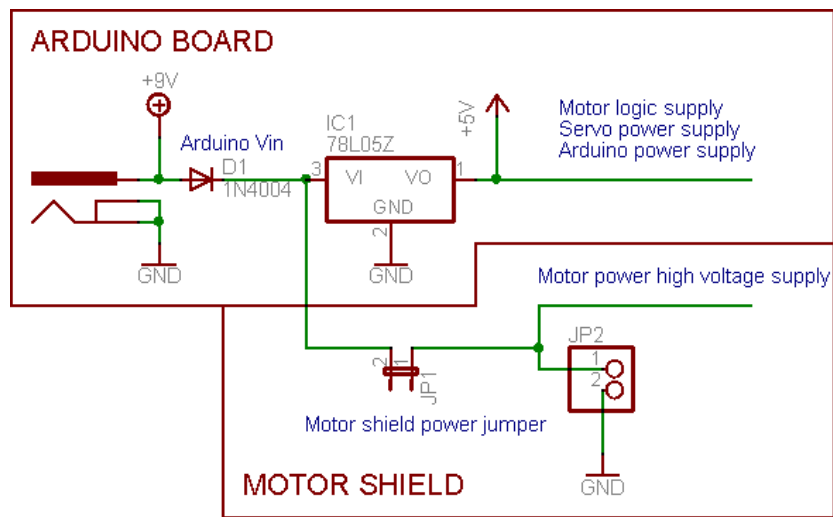 ARDUINO BOARD
+9V
Arduino Vin
D1
1N4004
IC1
78L05Z
3
VI
VO
1
GND
2
+5V
Motor logic supply
Servo power supply
Arduino power supply
GND
GND
Motor power high voltage supply
2
1
JP1
JP2
1
2
Motor shield power jumper
GND
MOTOR SHIELD